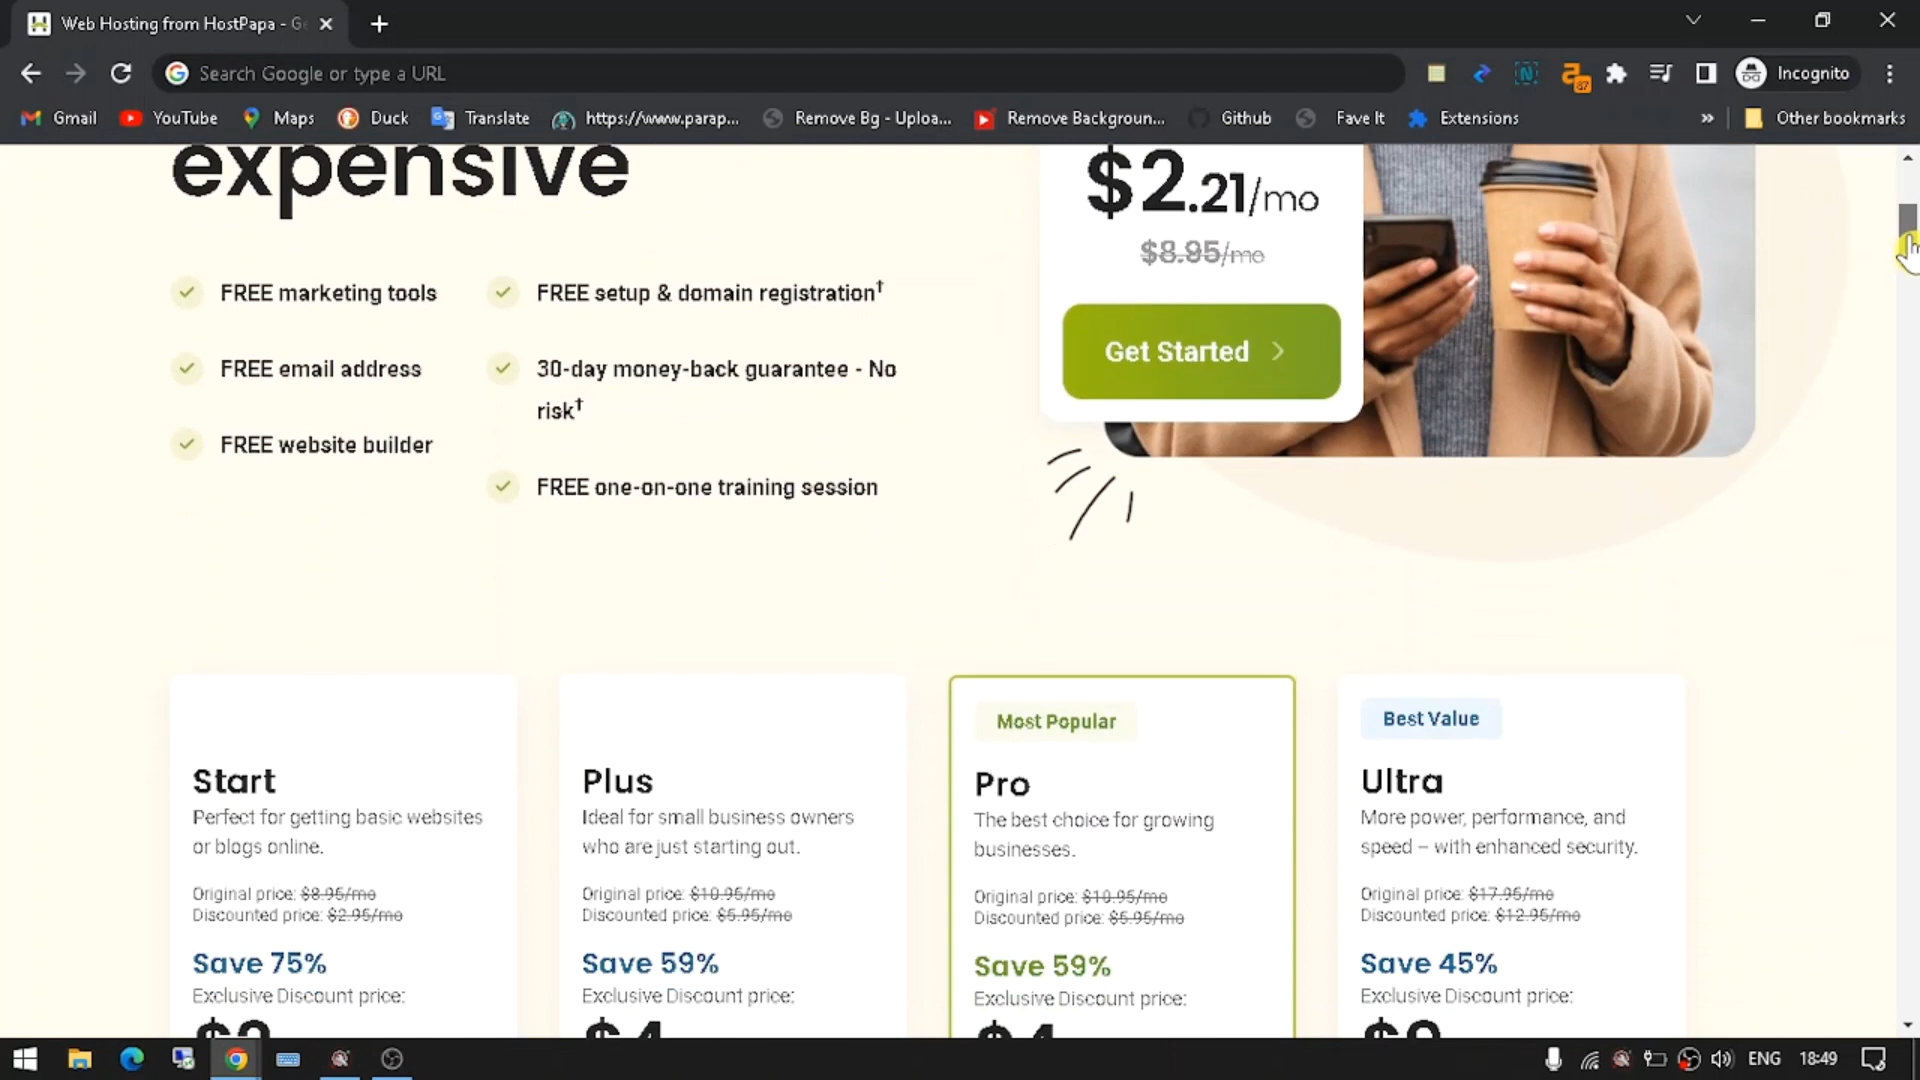 Web Hosting from HostPapa - Ge
Search Google or type a URL
Incognito
87
Gmail
YouTube
Maps
Duck
Translate
https://www.parap...
Remove Bg - Uploa...
Remove Backgroun...
Github
Fave It
Extensions
»
Other bookmarks
expensive
$2.21/mo
$8.95/mo
Get Started
FREE marketing tools
FREE email address
FREE website builder
FREE setup & domain registration†
30-day money-back guarantee - No
risk†
FREE one-on-one training session
Start
Perfect for getting basic websites
or blogs online.
Original price: $8.95/mo
Discounted price: $2.95/mo
Save 75%
Exclusive Discount price:
Plus
Ideal for small business owners
who are just starting out.
Original price: $10.95/mo
Discounted price: $5.95/mo
Save 59%
Exclusive Discount price:
Most Popular
Pro
The best choice for growing
businesses.
Original price: $10.95/mo
Discounted price: $5.95/mo
Save 59%
Exclusive Discount price:
Best Value
Ultra
More power, performance, and
speed – with enhanced security.
Original price: $17.95/mo
Discounted price: $12.95/mo
Save 45%
Exclusive Discount price:
ENG
18:49